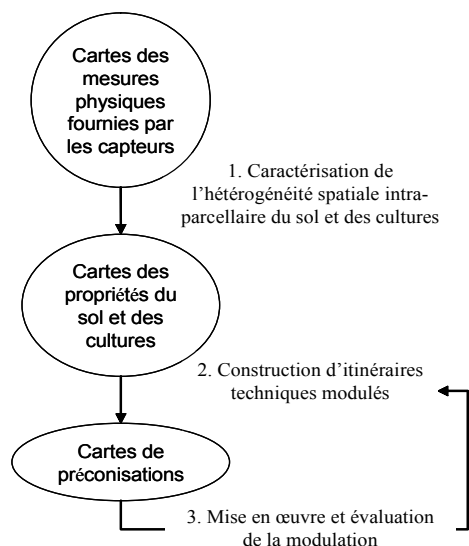 Cartes des
mesures
physiques
fournies par
les capteurs
1. Caractérisation de
l’hétérogénéité spatiale intra-
parcellaire du sol et des cultures
Cartes des
propriétés du
sol et des
cultures
2. Construction d’itinéraires
techniques modulés
Cartes de
préconisations
3. Mise en œuvre et évaluation
de la modulation